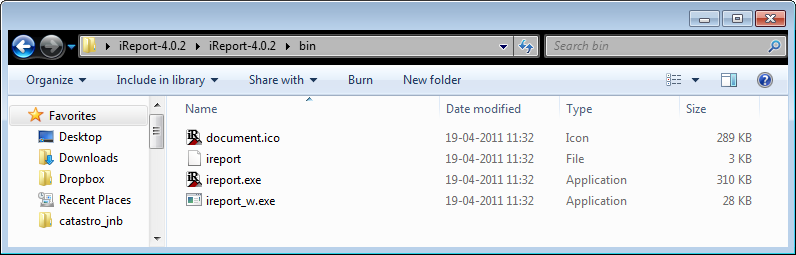 iReport-4.0.2 iReport-4.0.2 bin Search bin
Organize Include in library Share with Burn New folder
Favorites
Desktop
Downloads
Dropbox
Recent Places
catastro_jnb
Name Date modified Type Size
document.ico 19-04-2011 11:32 Icon 289 KB
ireport 19-04-2011 11:32 File 3 KB
ireport.exe 19-04-2011 11:32 Application 310 KB
ireport_w.exe 19-04-2011 11:32 Application 28 KB